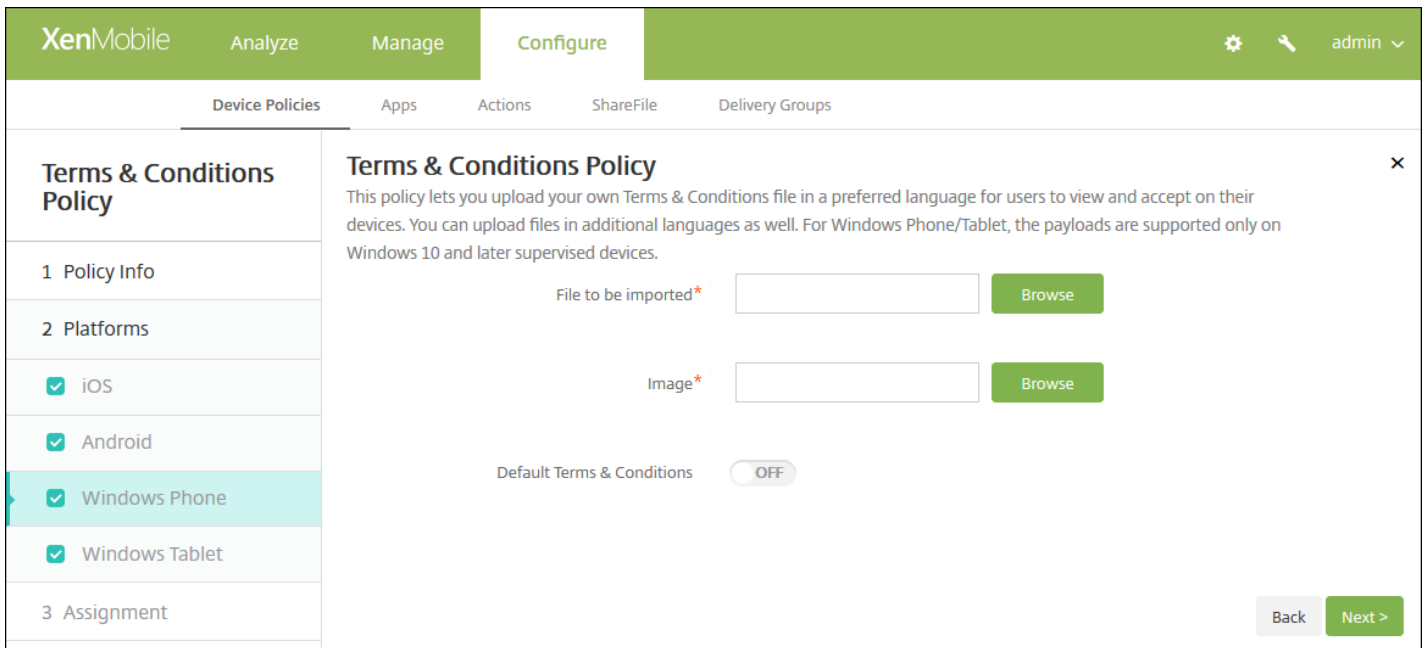 XenMobile Analyze Manage Configure admin
Device Policies Apps Actions ShareFile Delivery Groups
Terms & Conditions
Policy
1 Policy Info
2 Platforms
iOS
Android
Windows Phone
Windows Tablet
3 Assignment
Terms & Conditions Policy
This policy lets you upload your own Terms & Conditions file in a preferred language for users to view and accept on their
devices. You can upload files in additional languages as well. For Windows Phone/Tablet, the payloads are supported only on
Windows 10 and later supervised devices.
File to be imported* Browse
Image* Browse
Default Terms & Conditions OFF
Back Next >